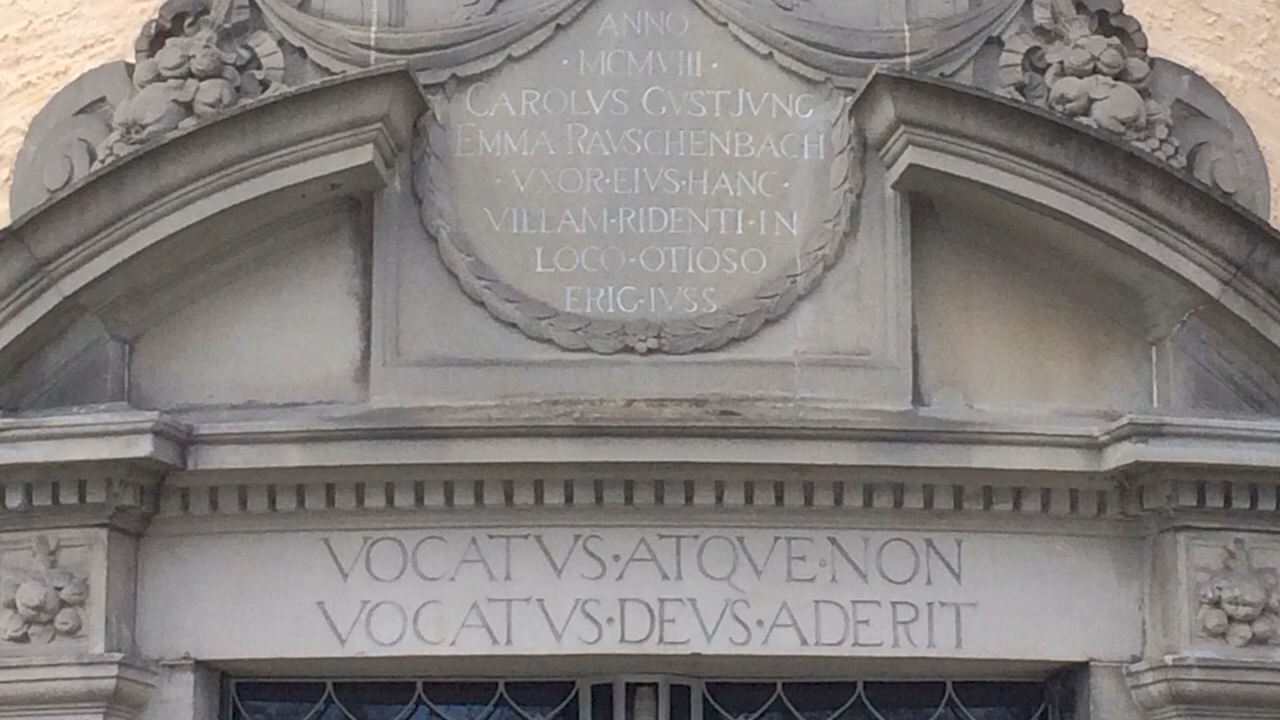 ANNO
·MCMVIII·
CAROLVS GVSTJVNG
EMMA RAVSCHENBACH
·VXOR·EIVS·HANC·
VILLAM·RIDENTI·IN
LOCO·OTIOSO
ERIG·IVSS
VOCATVS·ATQVE·NON
VOCATVS·DEVS·ADERIT